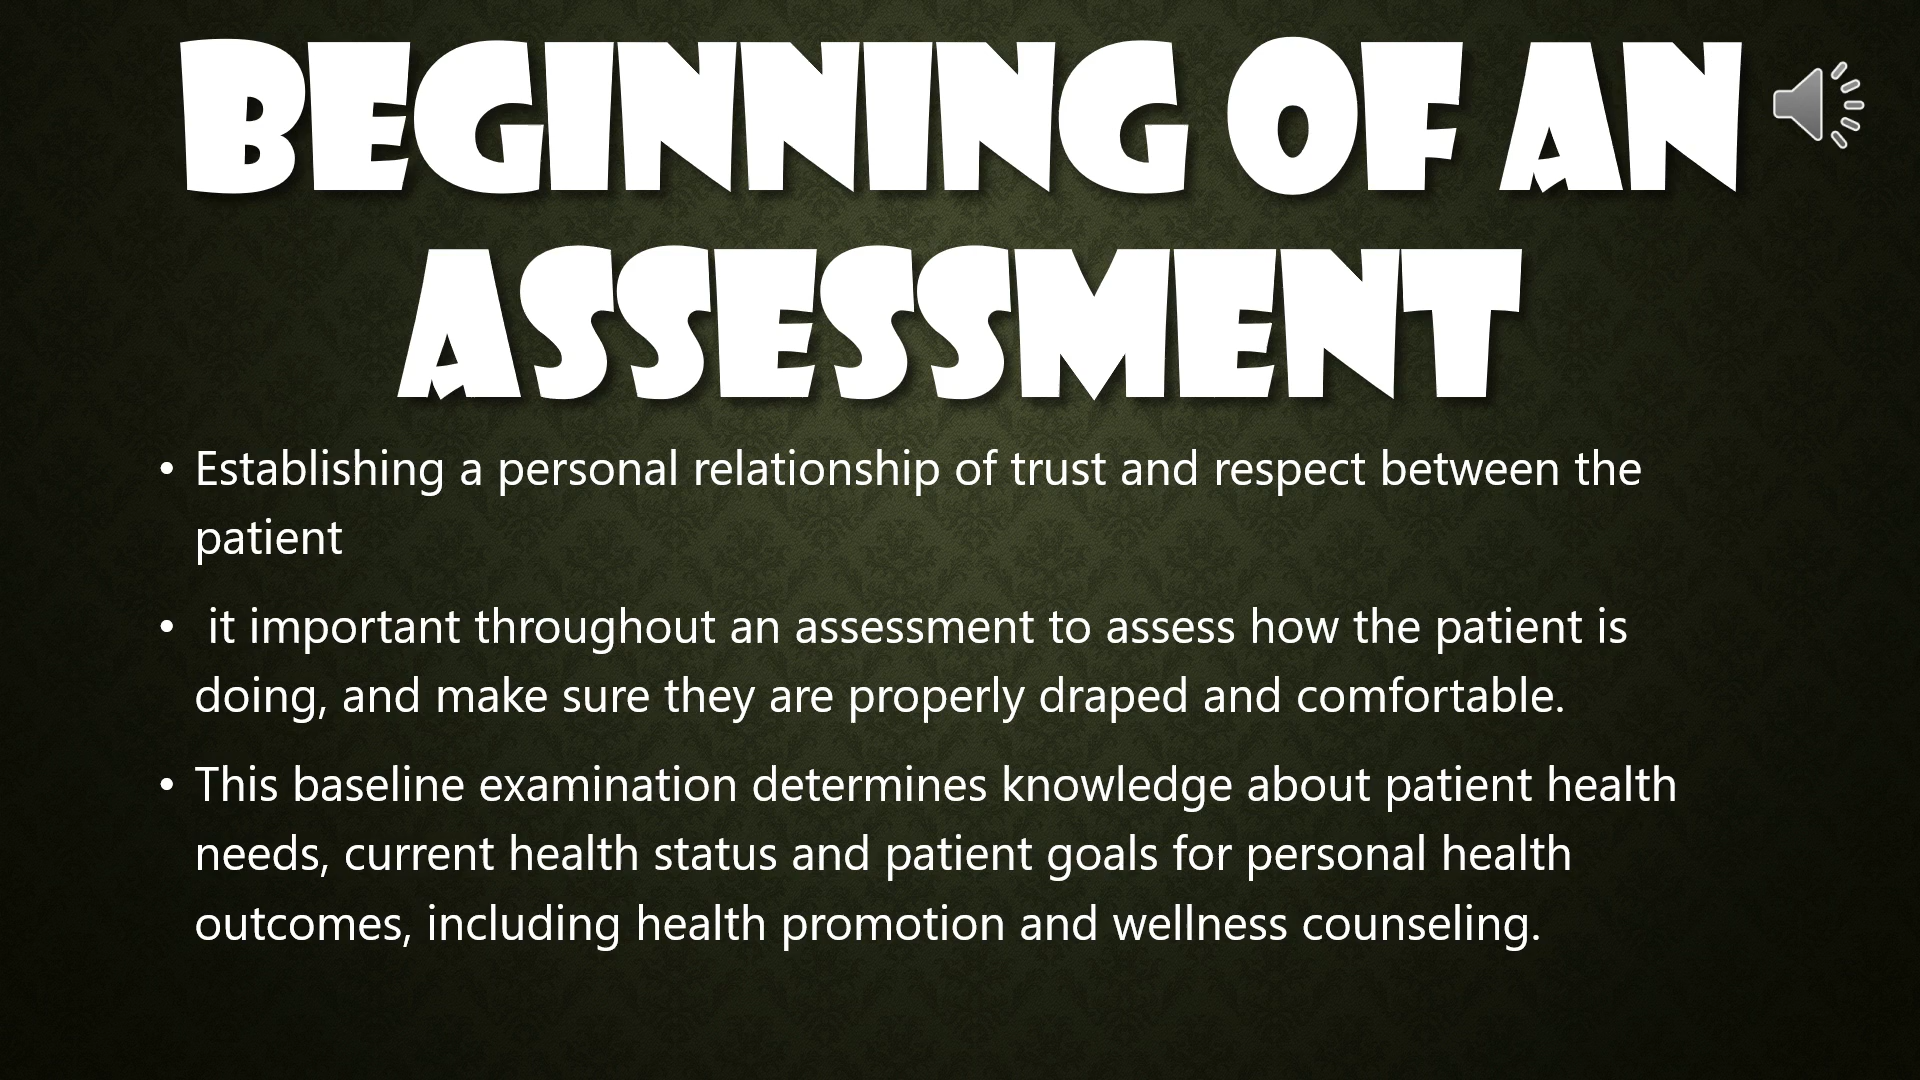 BEGINNING OF AN
ASSESSMENT
• Establishing a personal relationship of trust and respect between the
patient
• it important throughout an assessment to assess how the patient is
doing, and make sure they are properly draped and comfortable.
• This baseline examination determines knowledge about patient health
needs, current health status and patient goals for personal health
outcomes, including health promotion and wellness counseling.